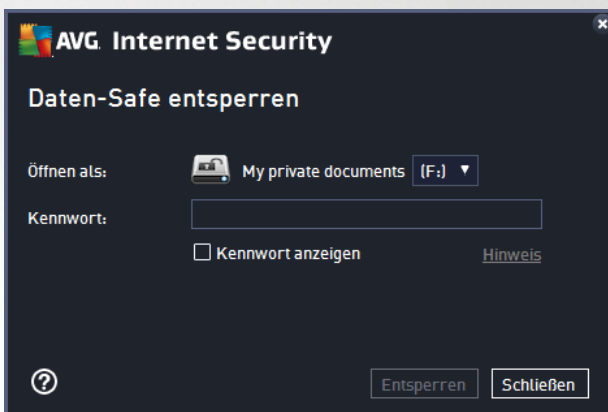 AVG. Internet Security
Daten-Safe entsperren
Öffnen als: My private documents (F:)
Kennwort:
Kennwort anzeigen Hinweis
Entsperren Schließen